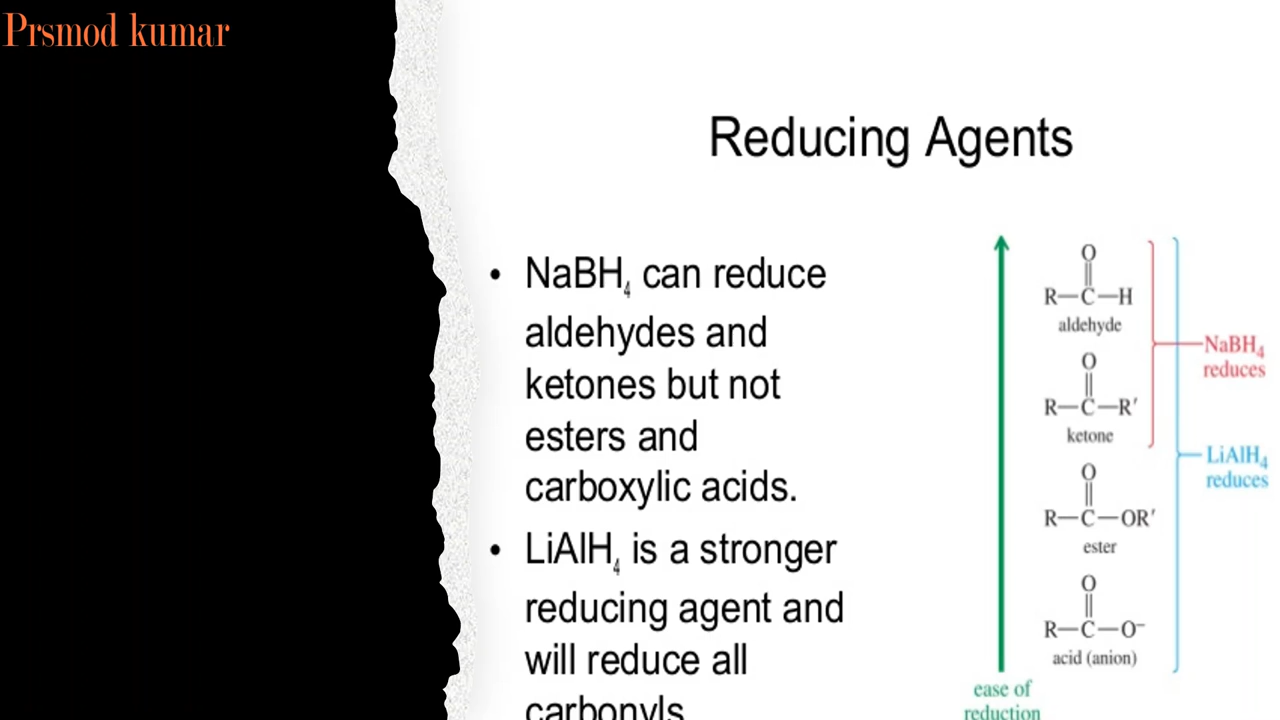 Prsmod kumar
Reducing Agents
• NaBH₄ can reduce
aldehydes and
ketones but not
esters and
carboxylic acids.
• LiAlH₄ is a stronger
reducing agent and
will reduce all
carbonyls
O
R—C—H
aldehyde
O
R—C—R′
ketone
O
R—C—OR′
ester
O
R—C—O⁻
acid (anion)
NaBH₄
reduces
LiAlH₄
reduces
ease of
reduction